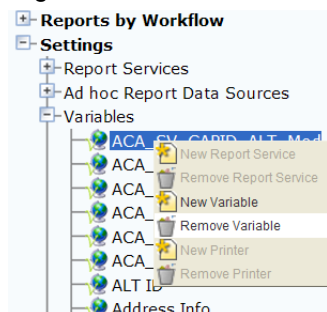 Reports by Workflow
Settings
Report Services
Ad hoc Report Data Sources
Variables
ACA_SV_CAPID_ALT_Mod
New Report Service
ACA_
Remove Report Service
ACA_
New Variable
ACA_
Remove Variable
ACA_
New Printer
ACA_
Remove Printer
ALT ID
Address Info